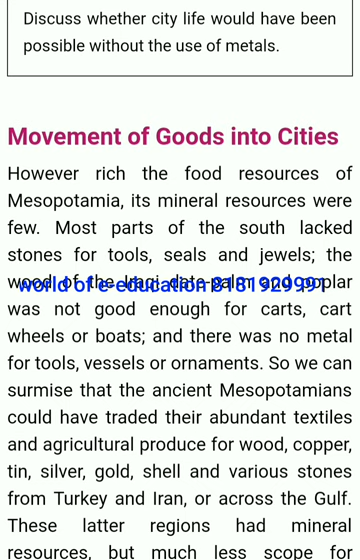 Discuss whether city life would have been
possible without the use of metals.
Movement of Goods into Cities
However rich the food resources of
Mesopotamia, its mineral resources were
few. Most parts of the south lacked
stones for tools, seals and jewels; the
wood of the Iraqi date-palm and poplar
world of e-education 8181929991
was not good enough for carts, cart
wheels or boats; and there was no metal
for tools, vessels or ornaments. So we can
surmise that the ancient Mesopotamians
could have traded their abundant textiles
and agricultural produce for wood, copper,
tin, silver, gold, shell and various stones
from Turkey and Iran, or across the Gulf.
These latter regions had mineral
resources, but much less scope for